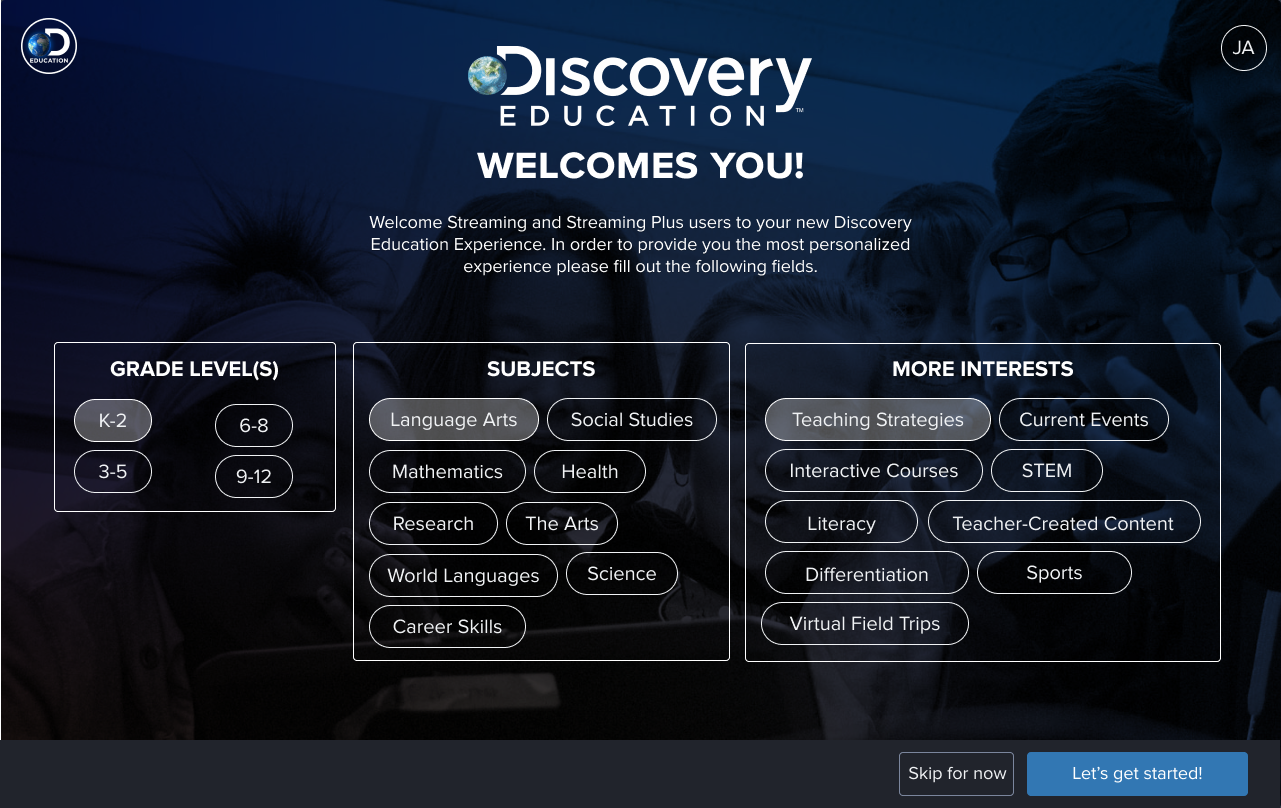 EDUCATION
JA
DISCOVERY
EDUCATION™
WELCOMES YOU!
Welcome Streaming and Streaming Plus users to your new Discovery
Education Experience. In order to provide you the most personalized
experience please fill out the following fields.
GRADE LEVEL(S)
K-2
6-8
3-5
9-12
SUBJECTS
Language Arts
Social Studies
Mathematics
Health
Research
The Arts
World Languages
Science
Career Skills
MORE INTERESTS
Teaching Strategies
Current Events
Interactive Courses
STEM
Literacy
Teacher-Created Content
Differentiation
Sports
Virtual Field Trips
Skip for now
Let’s get started!